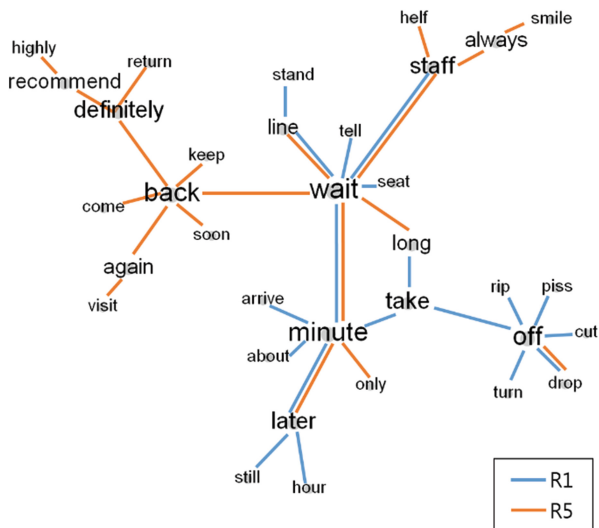 helf
smile
always
highly
return
stand
staff
recommend
definitely
line
tell
keep
back
wait
seat
come
soon
long
again
visit
arrive
take
rip
piss
minute
off
cut
about
only
turn
drop
later
still
hour
R1
R5